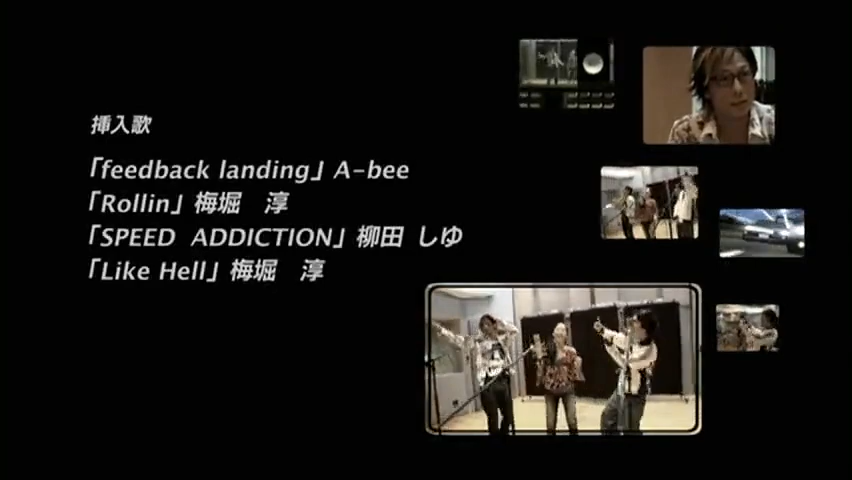 挿入歌
「feedback landing」A-bee
「Rollin」梅堀　淳
「SPEED ADDICTION」柳田 しゆ
「Like Hell」梅堀　淳